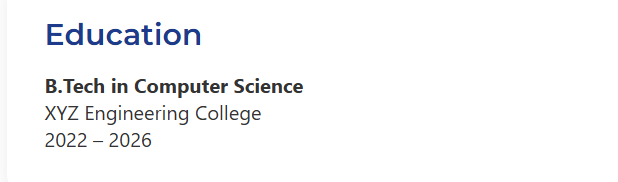 Education
B.Tech in Computer Science
XYZ Engineering College
2022 – 2026